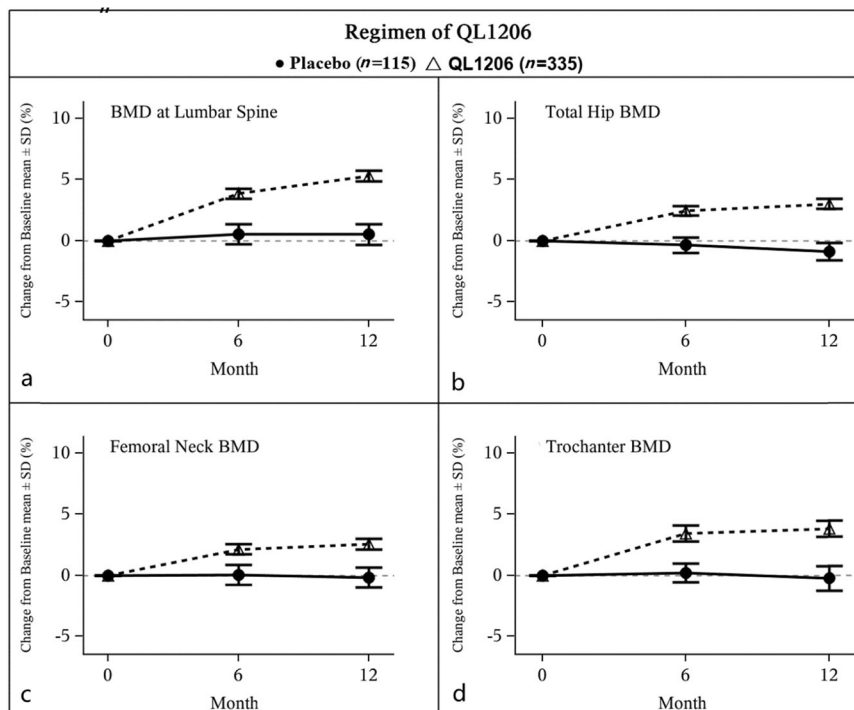 Regimen of QL1206
● Placebo (n=115) △ QL1206 (n=335)
BMD at Lumbar Spine
Change from Baseline mean ± SD (%)
10
5
0
-5
0 6 12
Month
a
Total Hip BMD
Change from Baseline mean ± SD (%)
10
5
0
-5
0 6 12
Month
b
Femoral Neck BMD
Change from Baseline mean ± SD (%)
10
5
0
-5
0 6 12
Month
c
Trochanter BMD
Change from Baseline mean ± SD (%)
10
5
0
-5
0 6 12
Month
d